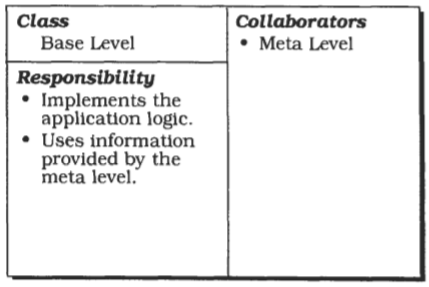 Class
Base Level
Responsibility
• Implements the
application logic.
• Uses information
provided by the
meta level.
Collaborators
• Meta Level